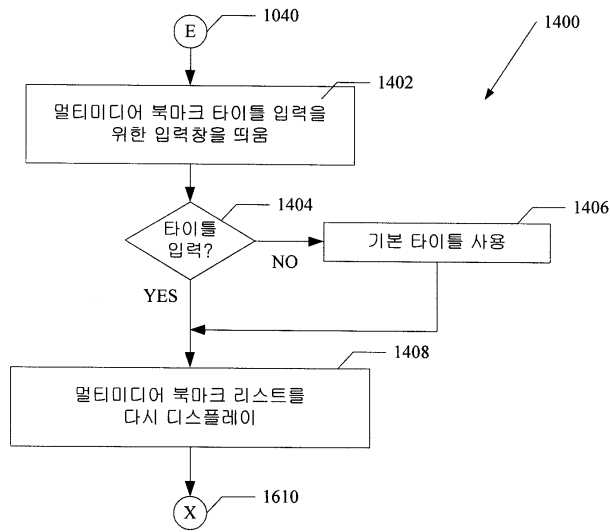 E
1040
1400
1402
멀티미디어 북마크 타이틀 입력을
위한 입력창을 띄움
1404
타이틀
입력?
1406
기본 타이틀 사용
NO
YES
1408
멀티미디어 북마크 리스트를
다시 디스플레이
X
1610